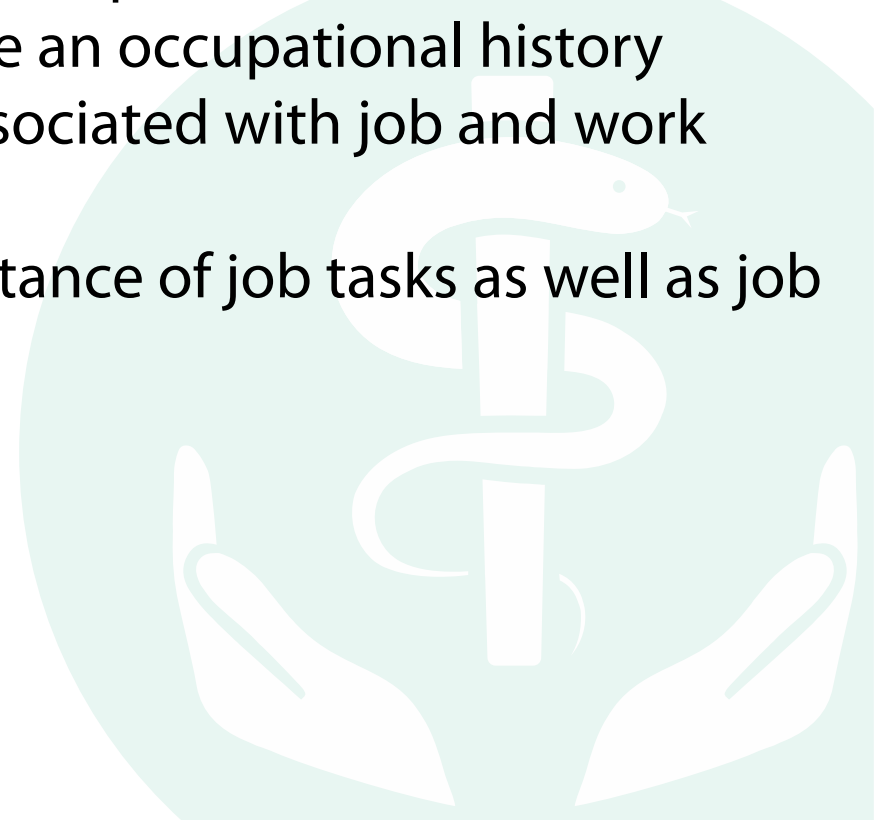 e an occupational history
sociated with job and work
tance of job tasks as well as job